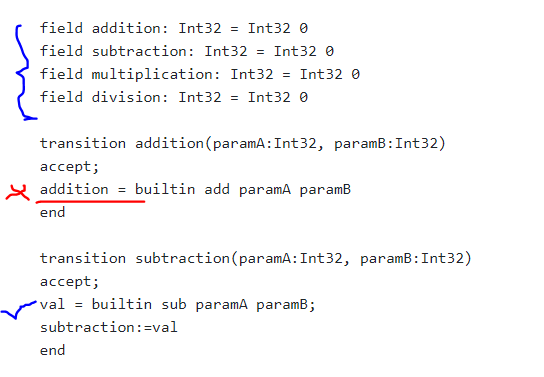 field addition: Int32 = Int32 0
field subtraction: Int32 = Int32 0
field multiplication: Int32 = Int32 0
field division: Int32 = Int32 0
transition addition(paramA:Int32, paramB:Int32)
accept;
addition = builtin add paramA paramB
end
transition subtraction(paramA:Int32, paramB:Int32)
accept;
val = builtin sub paramA paramB;
subtraction:=val
end